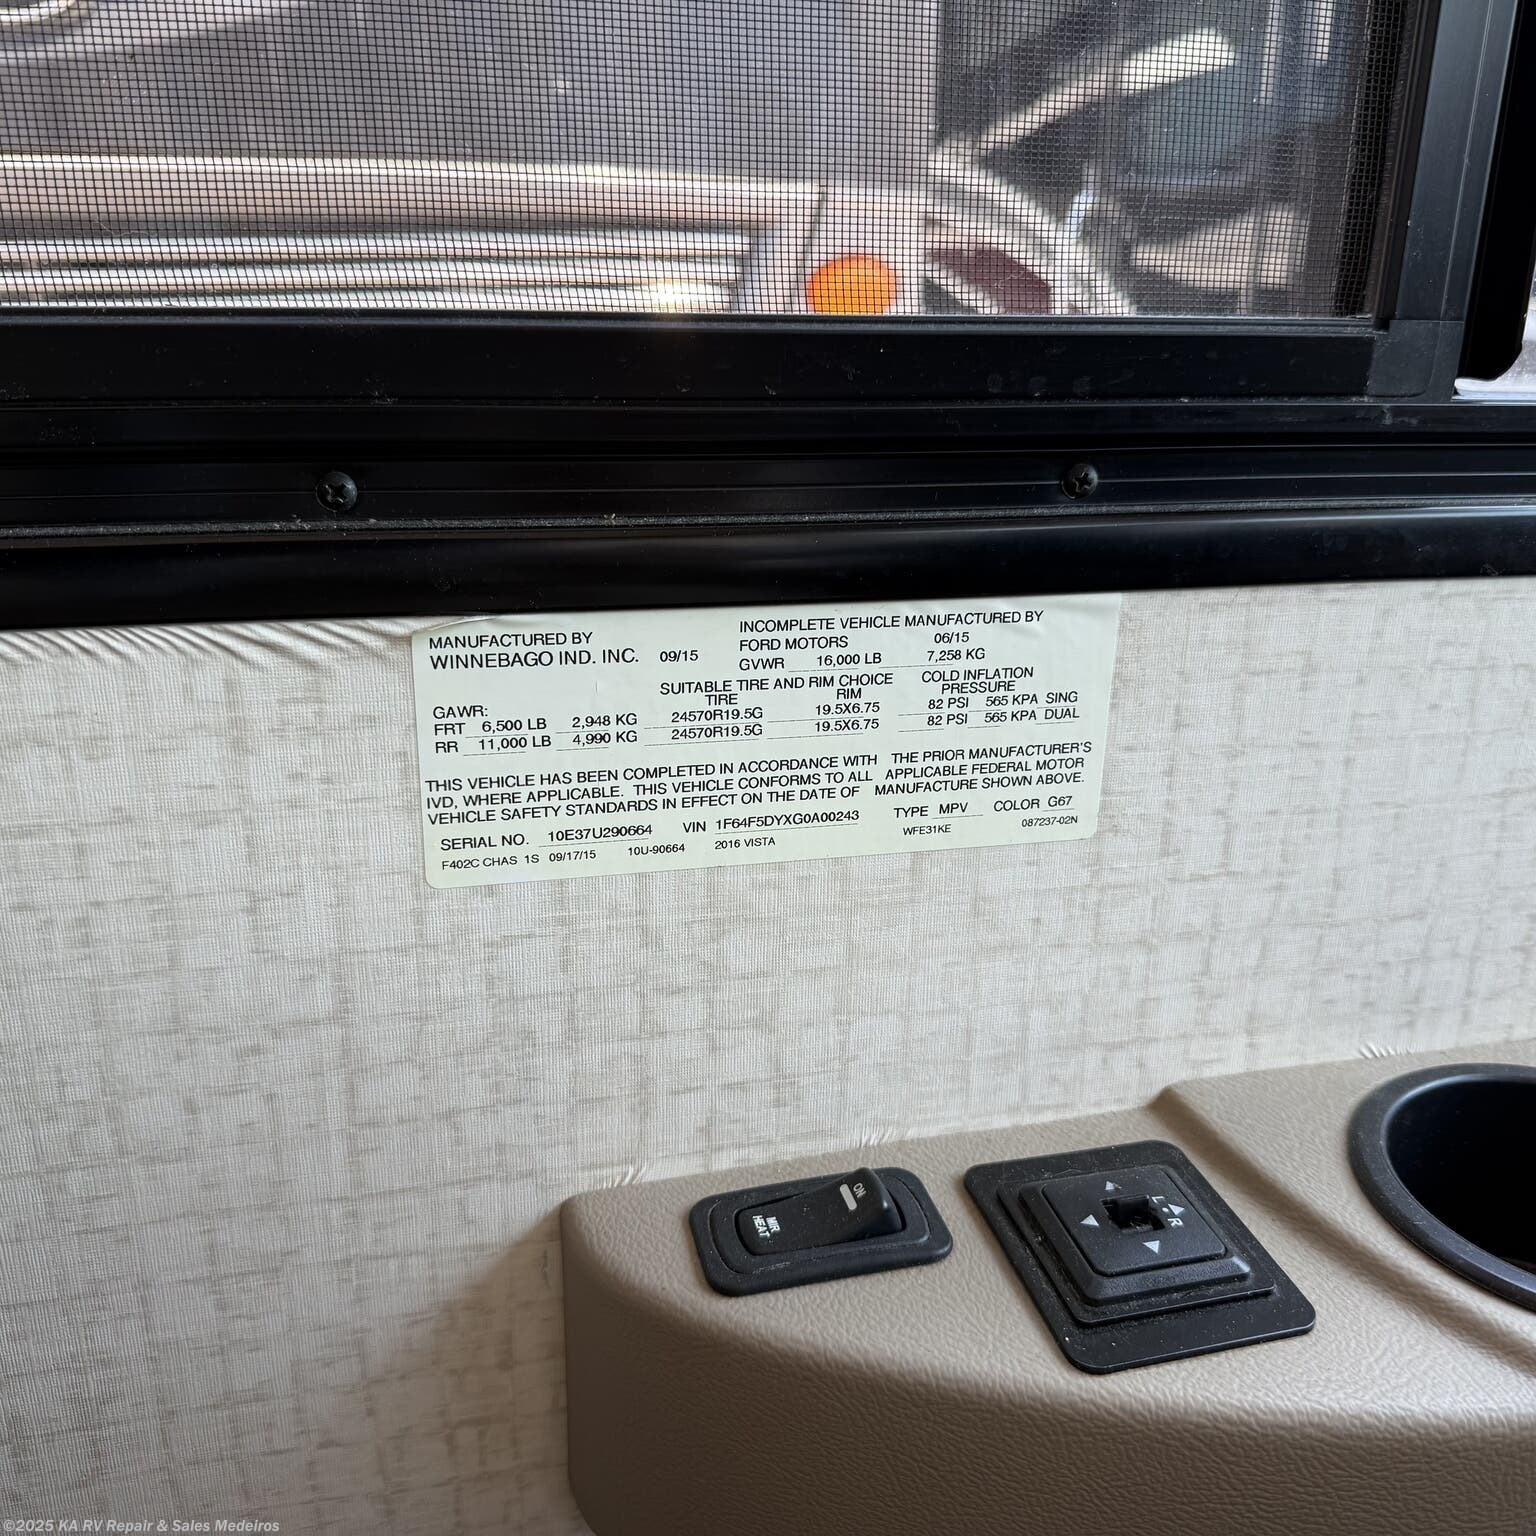 MANUFACTURED BY
WINNEBAGO IND. INC. 09/15
INCOMPLETE VEHICLE MANUFACTURED BY
FORD MOTORS 06/15
GVWR 16,000 LB 7,258 KG
SUITABLE TIRE AND RIM CHOICE
TIRE RIM
COLD INFLATION
PRESSURE
GAWR:
FRT 6,500 LB 2,948 KG 24570R19.5G 19.5X6.75 82 PSI 565 KPA SING
RR 11,000 LB 4,990 KG 24570R19.5G 19.5X6.75 82 PSI 565 KPA DUAL
THIS VEHICLE HAS BEEN COMPLETED IN ACCORDANCE WITH THE PRIOR MANUFACTURER'S
IVD, WHERE APPLICABLE. THIS VEHICLE CONFORMS TO ALL APPLICABLE FEDERAL MOTOR
VEHICLE SAFETY STANDARDS IN EFFECT ON THE DATE OF MANUFACTURE SHOWN ABOVE.
SERIAL NO. 10E37U290664 VIN 1F64F5DYXG0A00243 TYPE MPV COLOR G67
F402C CHAS 1S 09/17/15 10U-90664 2016 VISTA WFE31KE 087237-02N
ON
MIR
HEAT
L
R
©2025 KA RV Repair & Sales Medeiros